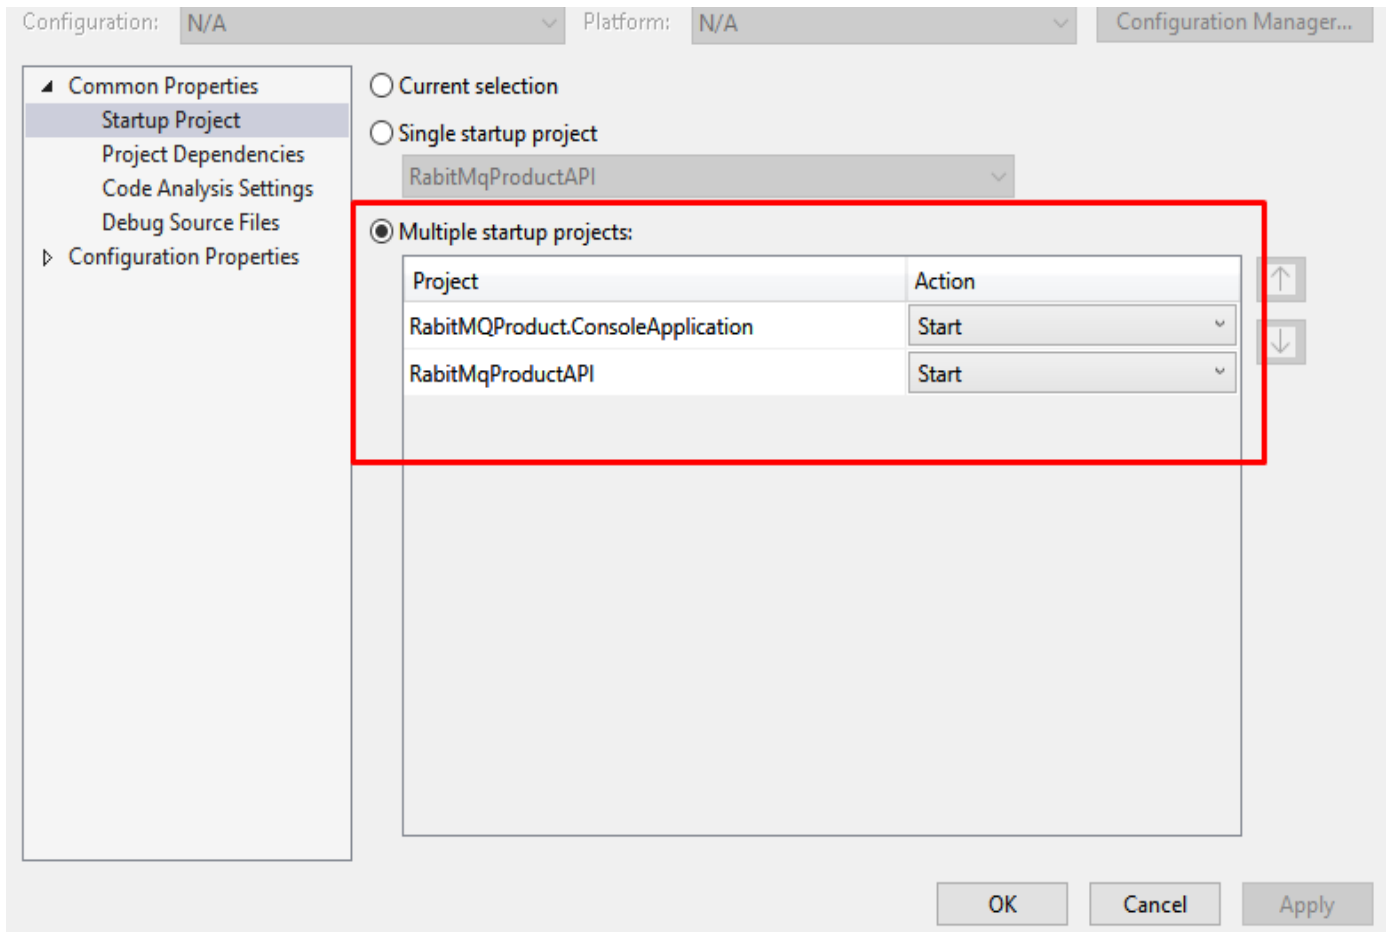 Configuration: N/A Platform: N/A Configuration Manager...
Common Properties
Startup Project
Project Dependencies
Code Analysis Settings
Debug Source Files
Configuration Properties
Current selection
Single startup project
RabitMqProductAPI
Multiple startup projects:
Project Action
RabitMQProduct.ConsoleApplication Start
RabitMqProductAPI Start
OK Cancel Apply